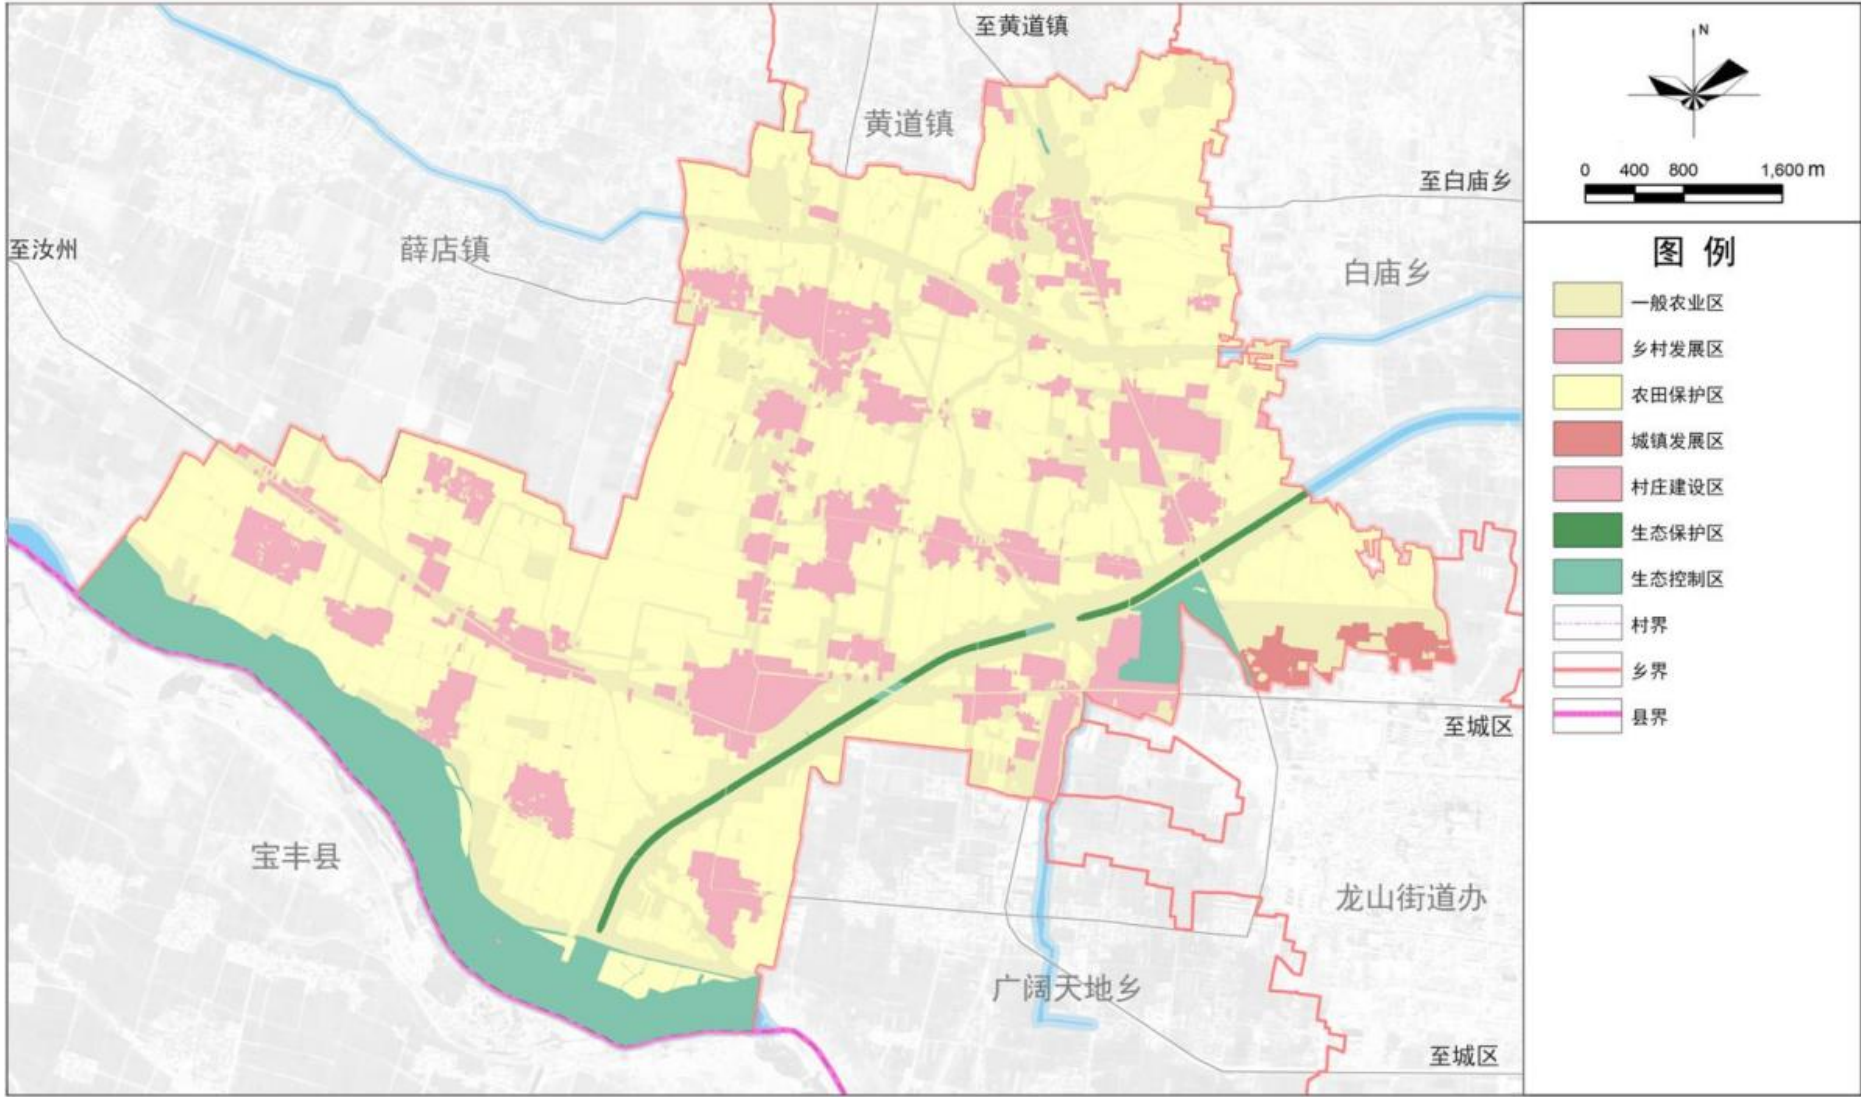 至黄道镇
黄道镇
至白庙乡
至汝州
薛店镇
白庙乡
至城区
宝丰县
龙山街道办
广阔天地乡
至城区
N
0 400 800 1,600 m
图 例
一般农业区
乡村发展区
农田保护区
城镇发展区
村庄建设区
生态保护区
生态控制区
村界
乡界
县界